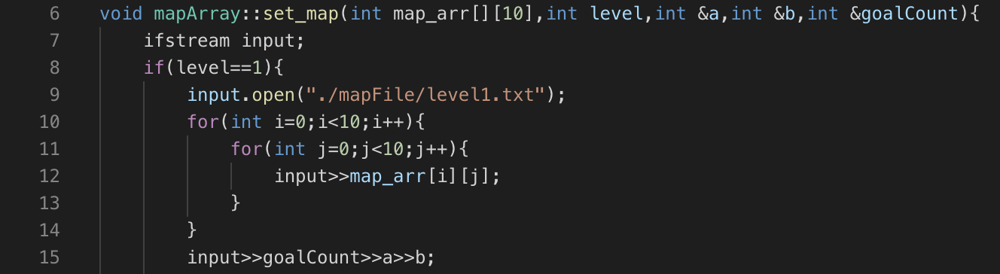 6 void mapArray::set_map(int map_arr[][10],int level,int &a,int &b,int &goalCount){
7 ifstream input;
8 if(level==1){
9 input.open("./mapFile/level1.txt");
10 for(int i=0;i<10;i++){
11 for(int j=0;j<10;j++){
12 input>>map_arr[i][j];
13 }
14 }
15 input>>goalCount>>a>>b;